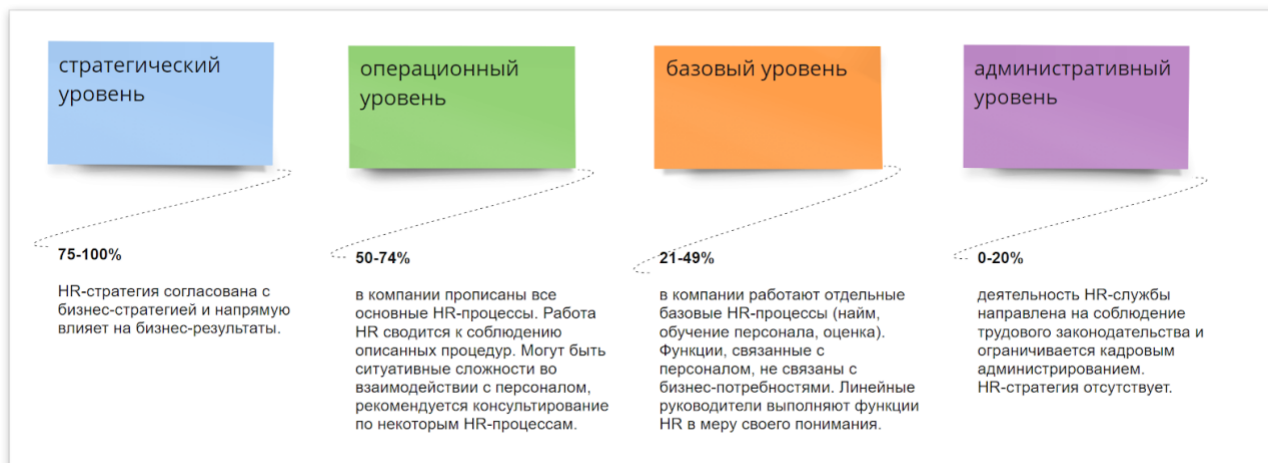 стратегический
уровень
операционный
уровень
базовый уровень
административный
уровень
75-100%
HR-стратегия согласована с
бизнес-стратегией и напрямую
влияет на бизнес-результаты.
50-74%
в компании прописаны все
основные HR-процессы. Работа
HR сводится к соблюдению
описанных процедур. Могут быть
ситуативные сложности во
взаимодействии с персоналом,
рекомендуется консультирование
по некоторым HR-процессам.
21-49%
в компании работают отдельные
базовые HR-процессы (найм,
обучение персонала, оценка).
Функции, связанные с
персоналом, не связаны с
бизнес-потребностями. Линейные
руководители выполняют функции
HR в меру своего понимания.
0-20%
деятельность HR-службы
направлена на соблюдение
трудового законодательства и
ограничивается кадровым
администрированием.
HR-стратегия отсутствует.